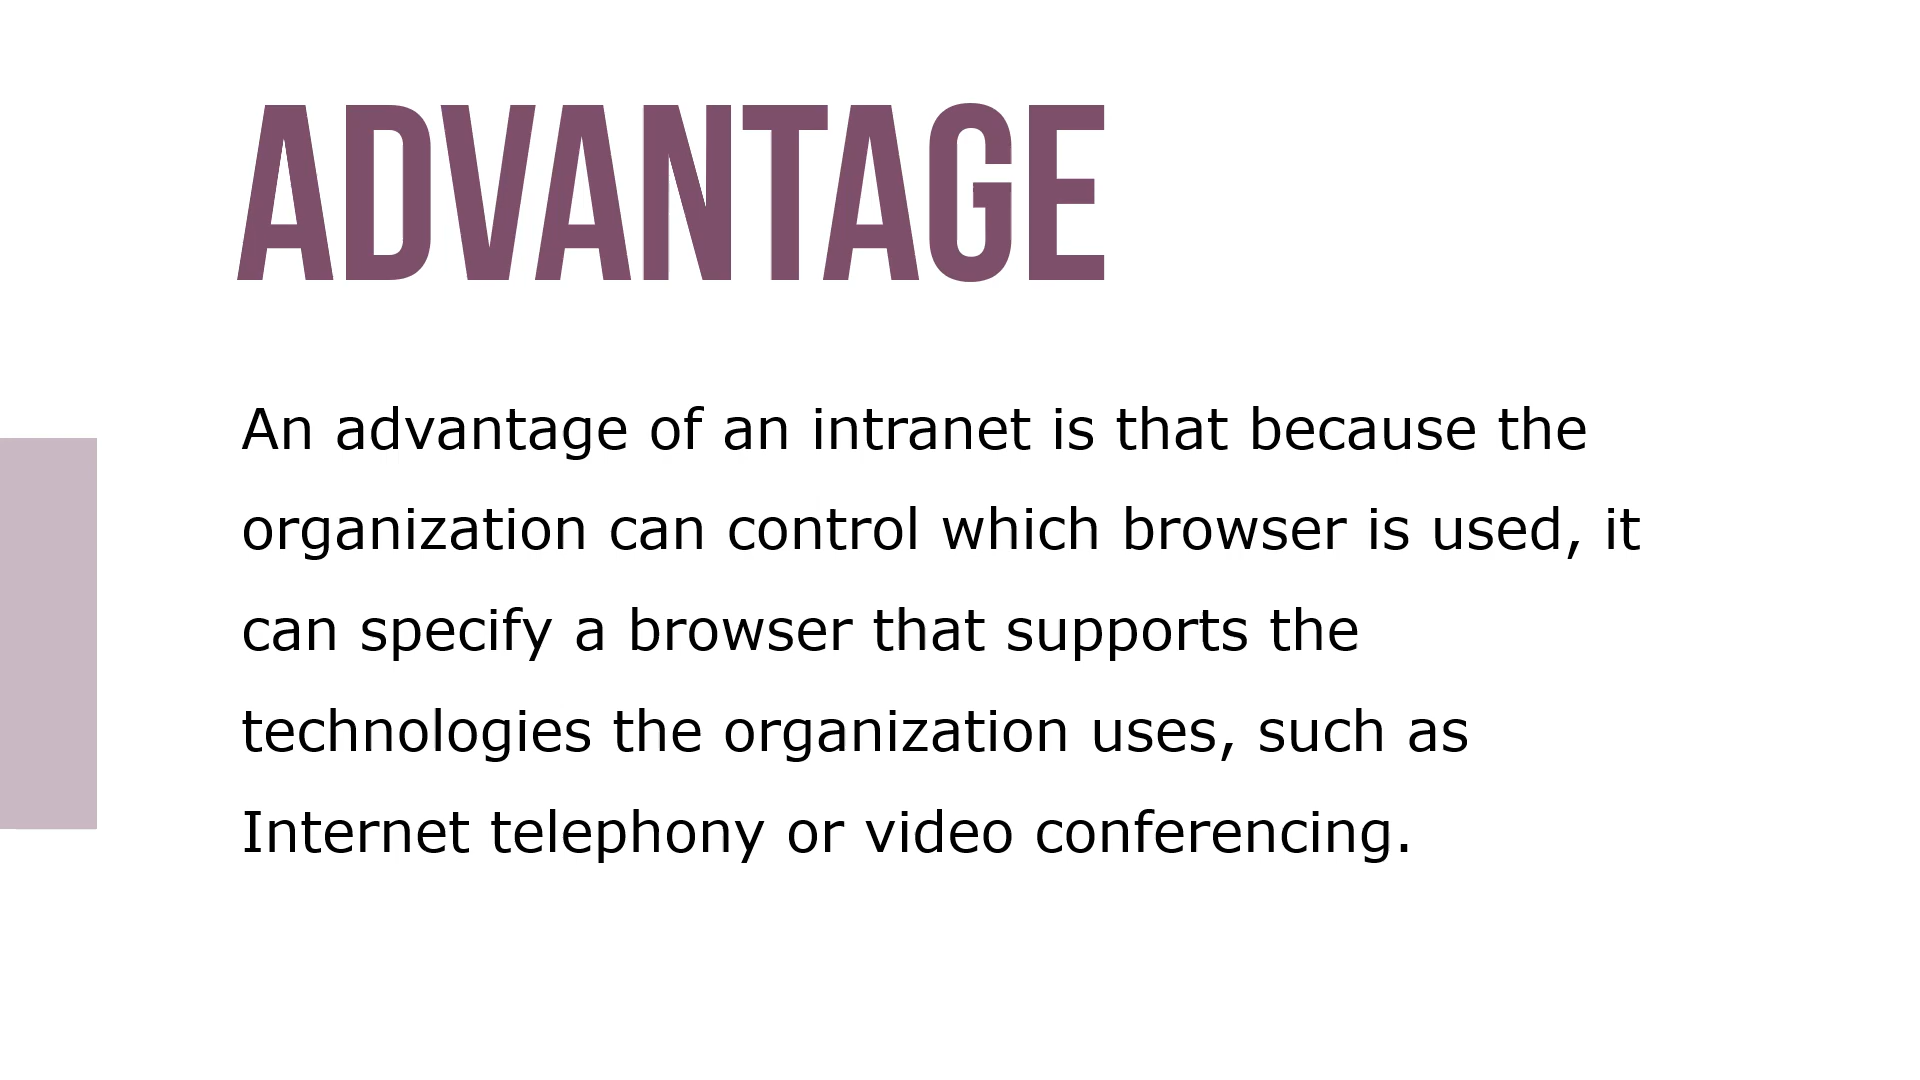 ADVANTAGE
An advantage of an intranet is that because the
organization can control which browser is used, it
can specify a browser that supports the
technologies the organization uses, such as
Internet telephony or video conferencing.